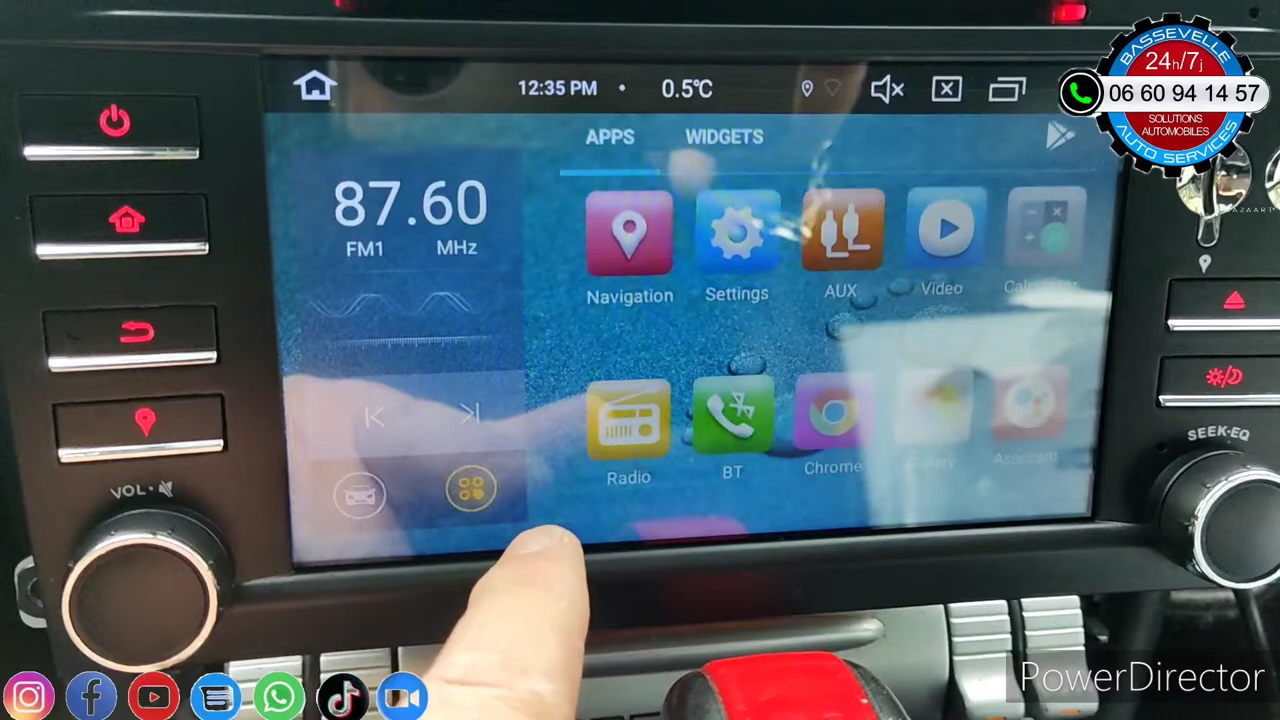 12:35 PM • 0.5°C
BASSEVELLE
24h/7j
06 60 94 14 57
SOLUTIONS
AUTOMOBILES
AUTO SERVICES
APPS WIDGETS
87.60
FM1 MHz
Navigation Settings AUX Video
Radio BT Chrome Assistant
VOL
SEEK·EQ
PowerDirector